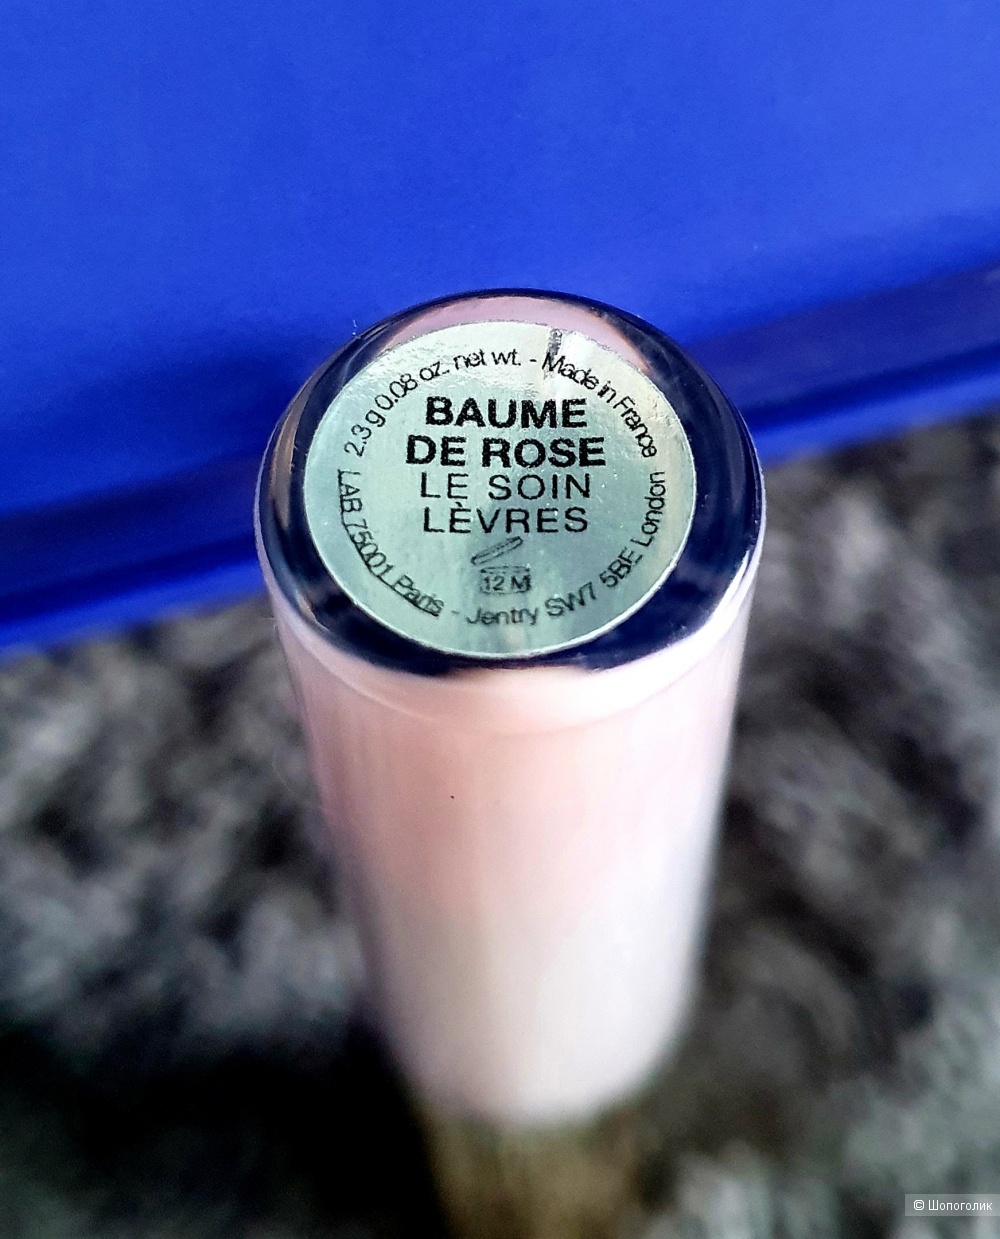 2.3 g 0.08 oz. net wt. - Made in France
BAUME
DE ROSE
LE SOIN
LÈVRES
12 M
LAB 75001 Paris - Jentry SW7 5BE London
© Шопоголик